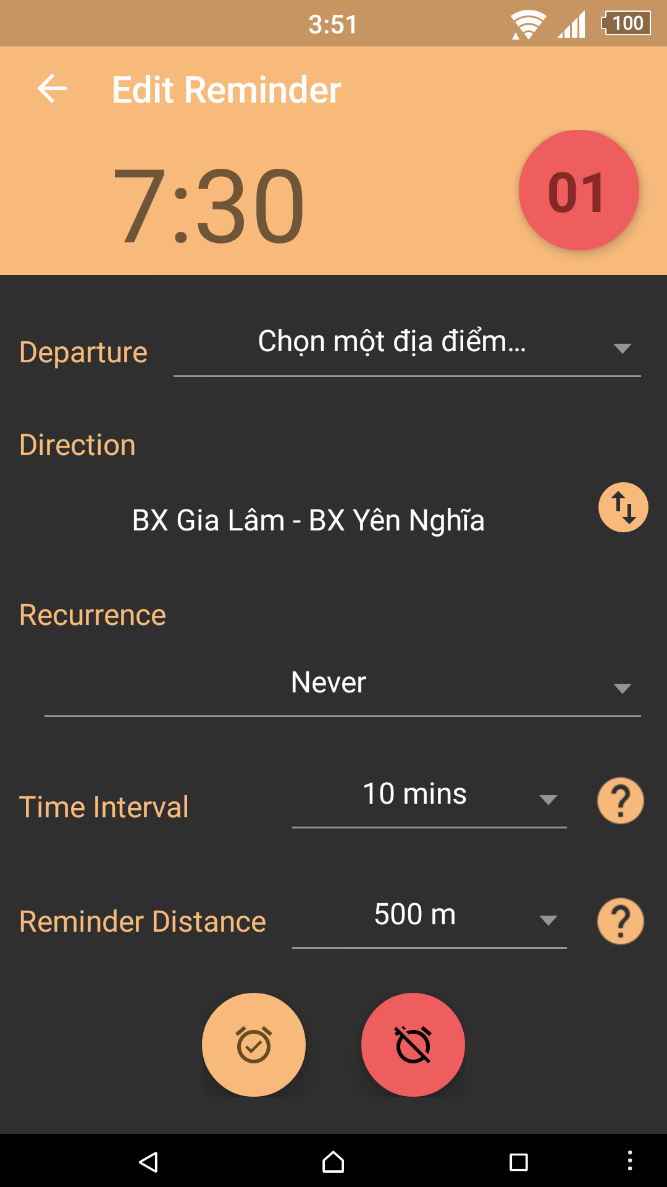 3:51
100
Edit Reminder
7:30
01
Departure
Chọn một địa điểm...
Direction
BX Gia Lâm - BX Yên Nghĩa
Recurrence
Never
Time Interval
10 mins
?
Reminder Distance
500 m
?